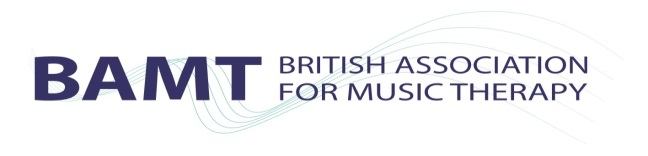 BAMT BRITISH ASSOCIATION
FOR MUSIC THERAPY